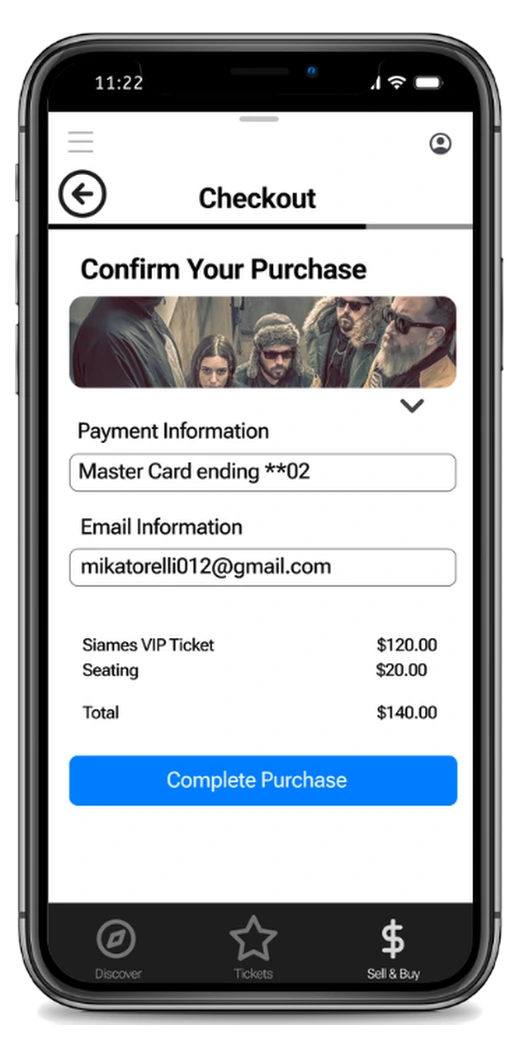 11:22
Checkout
Confirm Your Purchase
Payment Information
Master Card ending **02
Email Information
mikatorelli012@gmail.com
Siames VIP Ticket $120.00
Seating $20.00
Total $140.00
Complete Purchase
Discover Tickets Sell & Buy